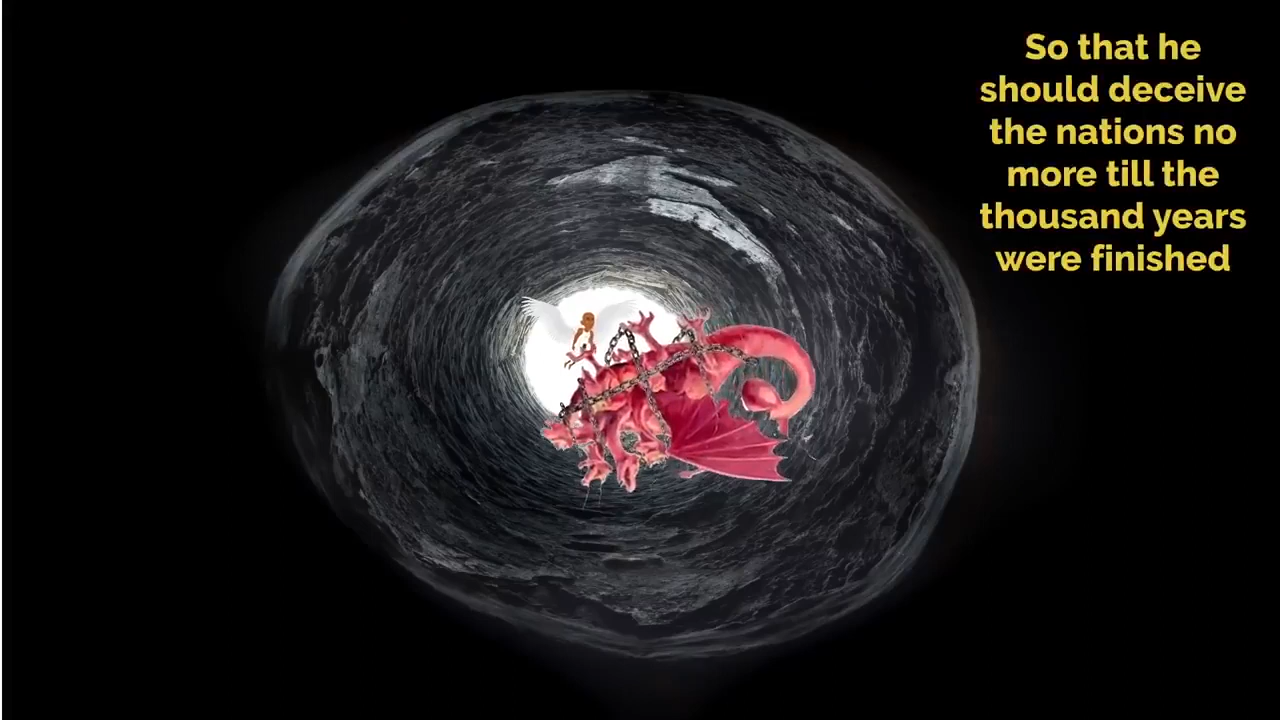 So that he
should deceive
the nations no
more till the
thousand years
were finished